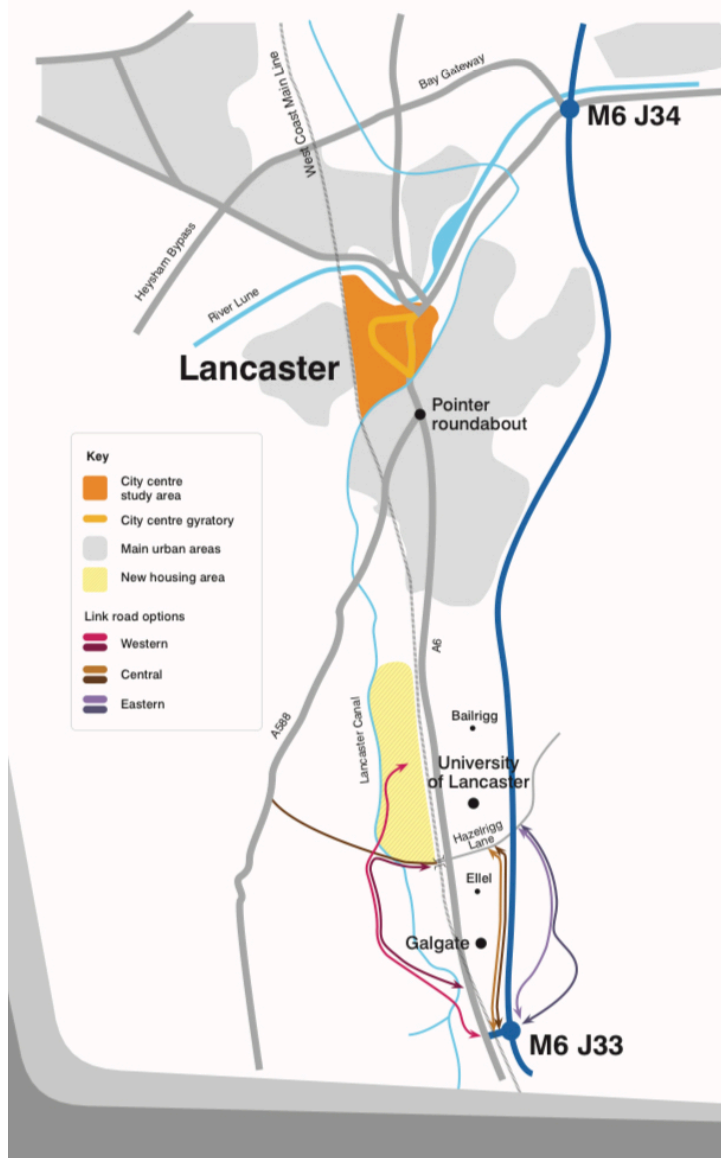 West Coast Main Line
Bay Gateway
M6 J34
Heysham Bypass
River Lune
Lancaster
Pointer
roundabout
Key
City centre
study area
City centre gyratory
Main urban areas
New housing area
Link road options
Western
Central
Eastern
A6
A588
Lancaster Canal
Bailrigg
University
of Lancaster
Hazelrigg
Lane
Ellel
Galgate
M6 J33